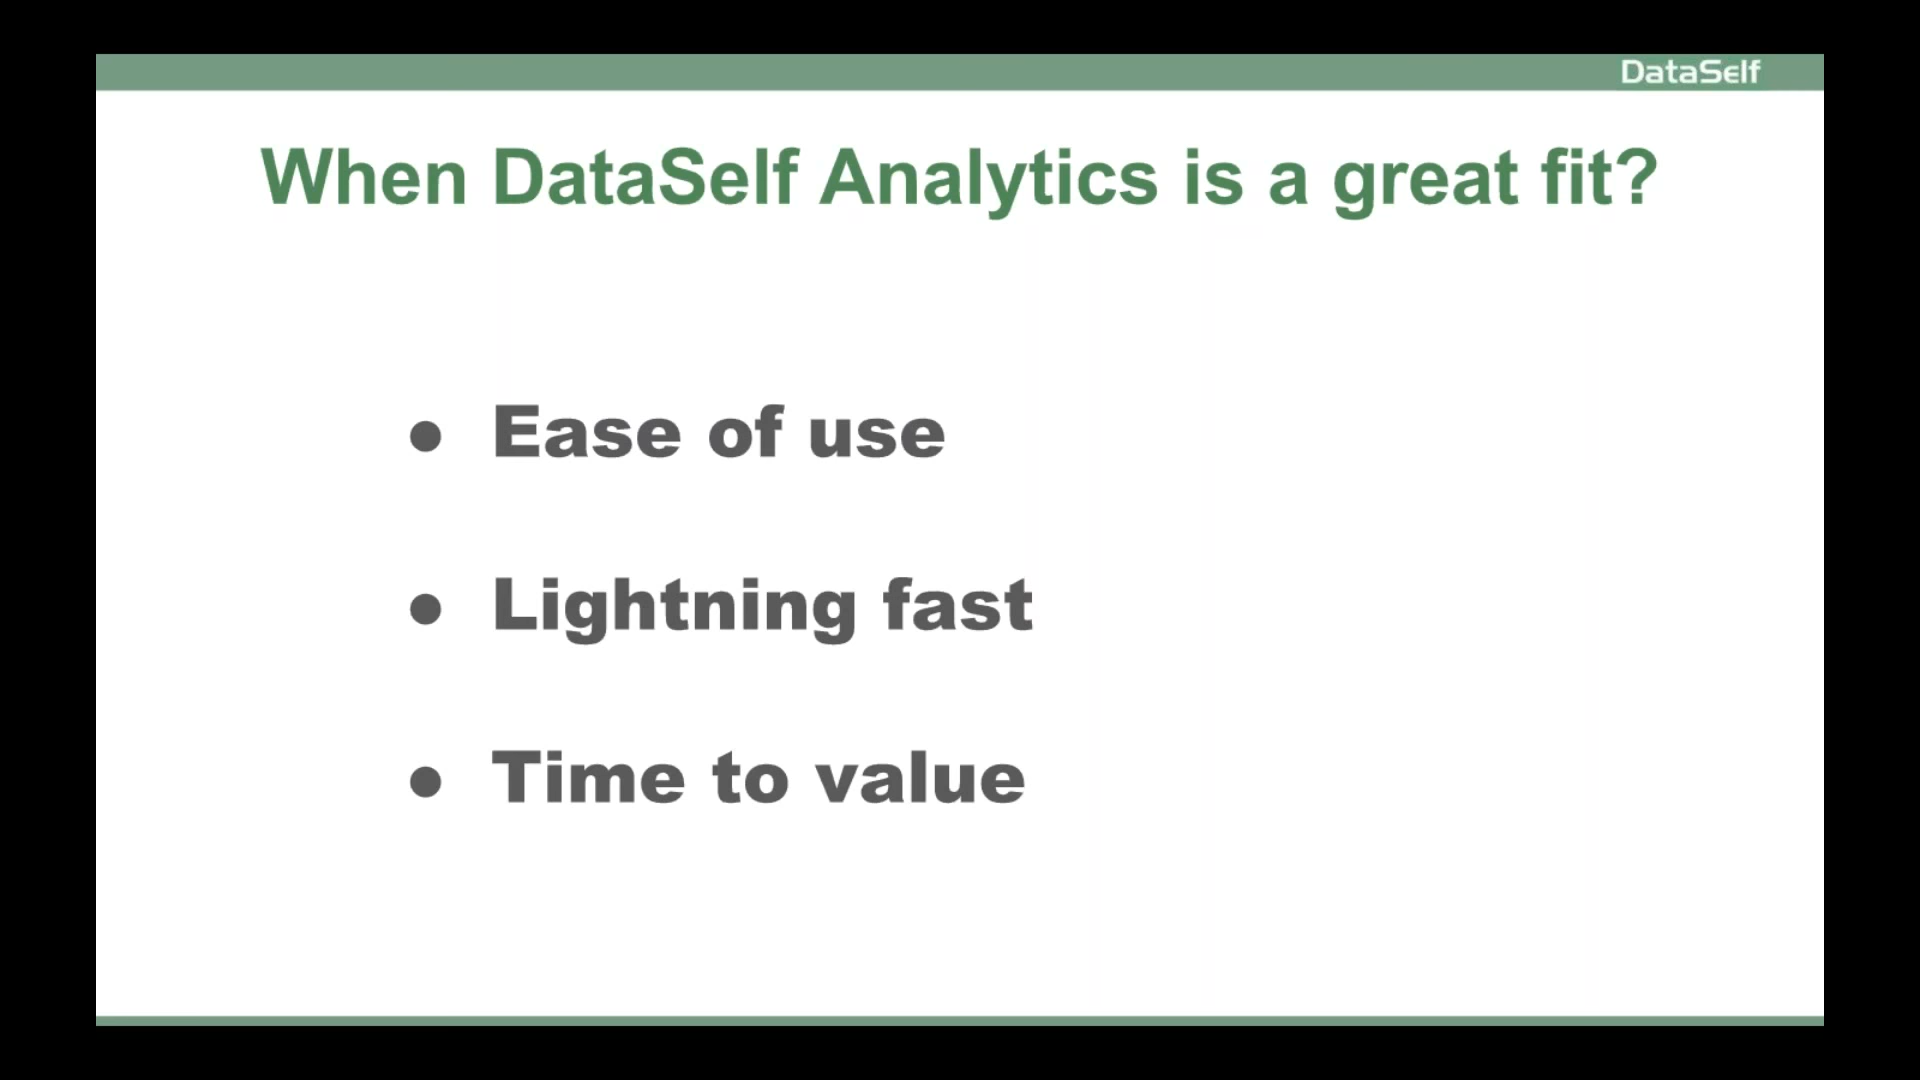 DataSelf
When DataSelf Analytics is a great fit?
● Ease of use
● Lightning fast
● Time to value